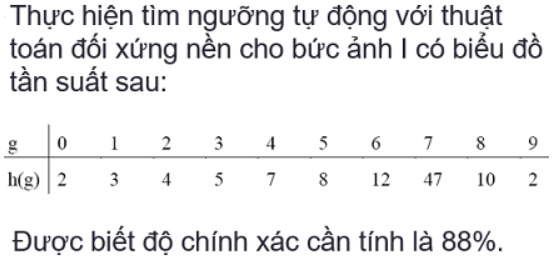 Thực hiện tìm ngưỡng tự động với thuật
toán đối xứng nền cho bức ảnh I có biểu đồ
tần suất sau:
g 0 1 2 3 4 5 6 7 8 9
h(g) 2 3 4 5 7 8 12 47 10 2
Được biết độ chính xác cần tính là 88%.